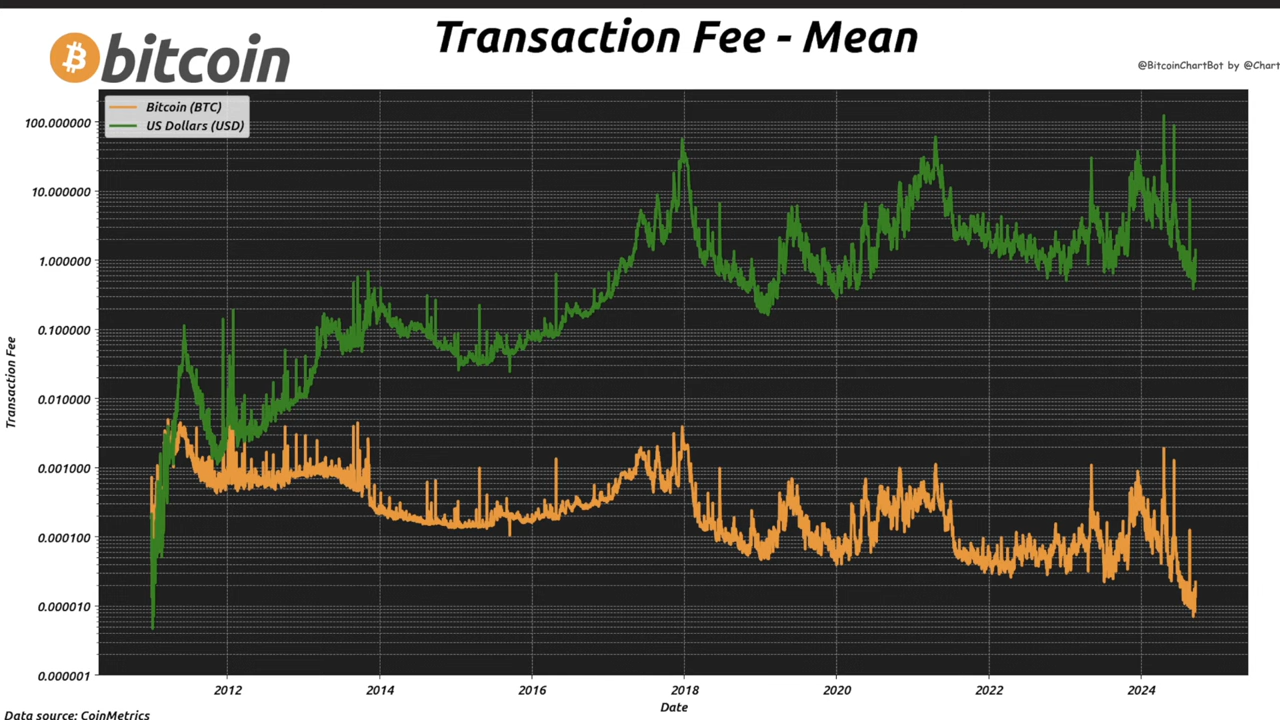 bitcoin
Transaction Fee - Mean
@BitcoinChartBot by @Chart
Bitcoin (BTC)
US Dollars (USD)
100.000000
10.000000
1.000000
0.100000
0.010000
0.001000
0.000100
0.000010
0.000001
Transaction Fee
2012 2014 2016 2018 2020 2022 2024
Date
Data source: CoinMetrics